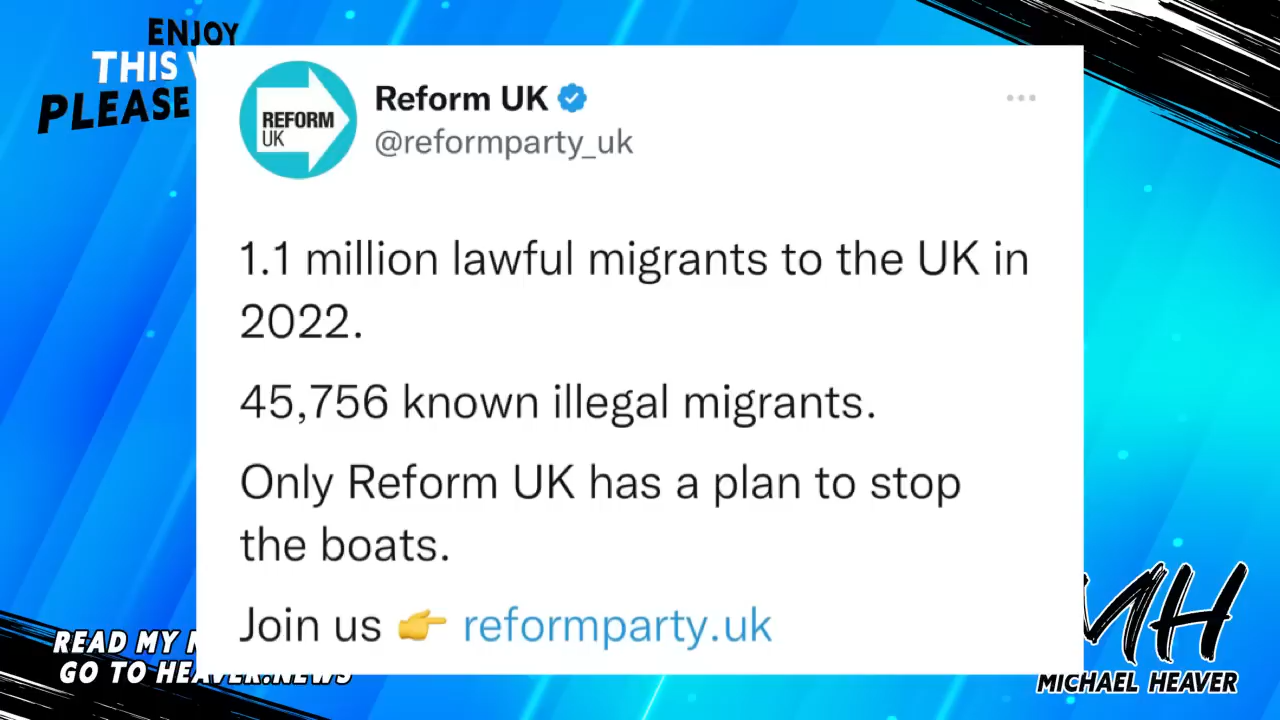 ENJOY
THIS
PLEASE
REFORM
UK
Reform UK
@reformparty_uk
1.1 million lawful migrants to the UK in
2022.
45,756 known illegal migrants.
Only Reform UK has a plan to stop
the boats.
Join us 👉 reformparty.uk
READ MY
GO TO HEAVER.NEWS
MH
MICHAEL HEAVER